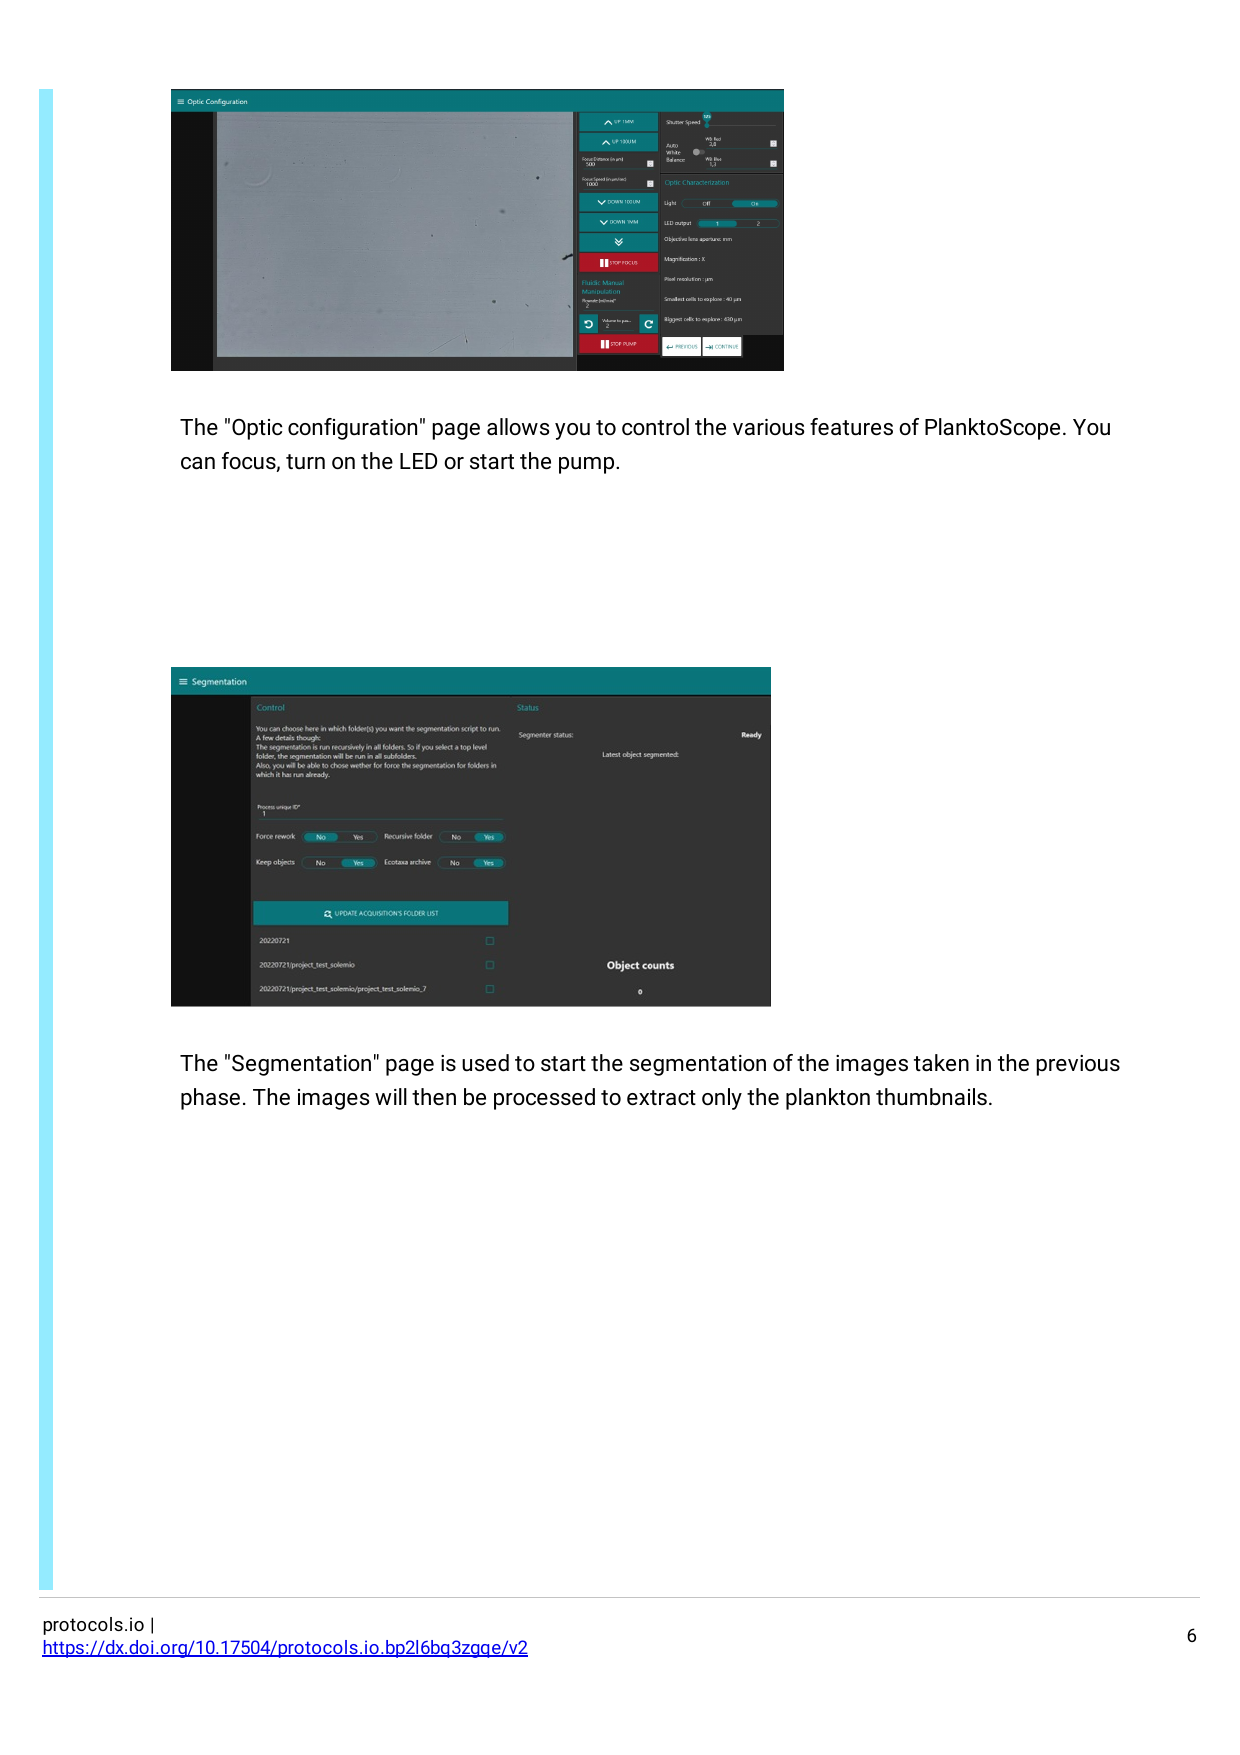 Optic Configuration
UP 1MM
UP 100UM
Focus Distance (in µm)
500
Focus Speed (in µm/sec)
1000
DOWN 100UM
DOWN 1MM
STOP FOCUS
Fluidic Manual
Manipulation
2
Volume to pas...
2
STOP PUMP
Shutter Speed
Auto
White
Balance
WB Red
3,8
WB Blue
1,3
Optic Characterization
Light Off On
LED output 1 2
Objective lens aperture: mm
Magnification : X
Pixel resolution : µm
Smallest cells to explore : 40 µm
Biggest cells to explore : 430 µm
PREVIOUS CONTINUE
The "Optic configuration" page allows you to control the various features of PlanktoScope. You
can focus, turn on the LED or start the pump.
Segmentation
Control
You can choose here in which folder(s) you want the segmentation script to run.
A few details though:
The segmentation is run recursively in all folders. So if you select a top level
folder, the segmentation will be run in all subfolders.
Also, you will be able to chose wether for force the segmentation for folders in
which it has run already.
Process unique ID*
1
Force rework No Yes Recursive folder No Yes
Keep objects No Yes Ecotaxa archive No Yes
UPDATE ACQUISITION'S FOLDER LIST
20220721
20220721/project_test_solemio
20220721/project_test_solemio/project_test_solemio_7
Status
Segmenter status: Ready
Latest object segmented:
Object counts
0
The "Segmentation" page is used to start the segmentation of the images taken in the previous
phase. The images will then be processed to extract only the plankton thumbnails.
protocols.io |
https://dx.doi.org/10.17504/protocols.io.bp2l6bq3zgqe/v2
6